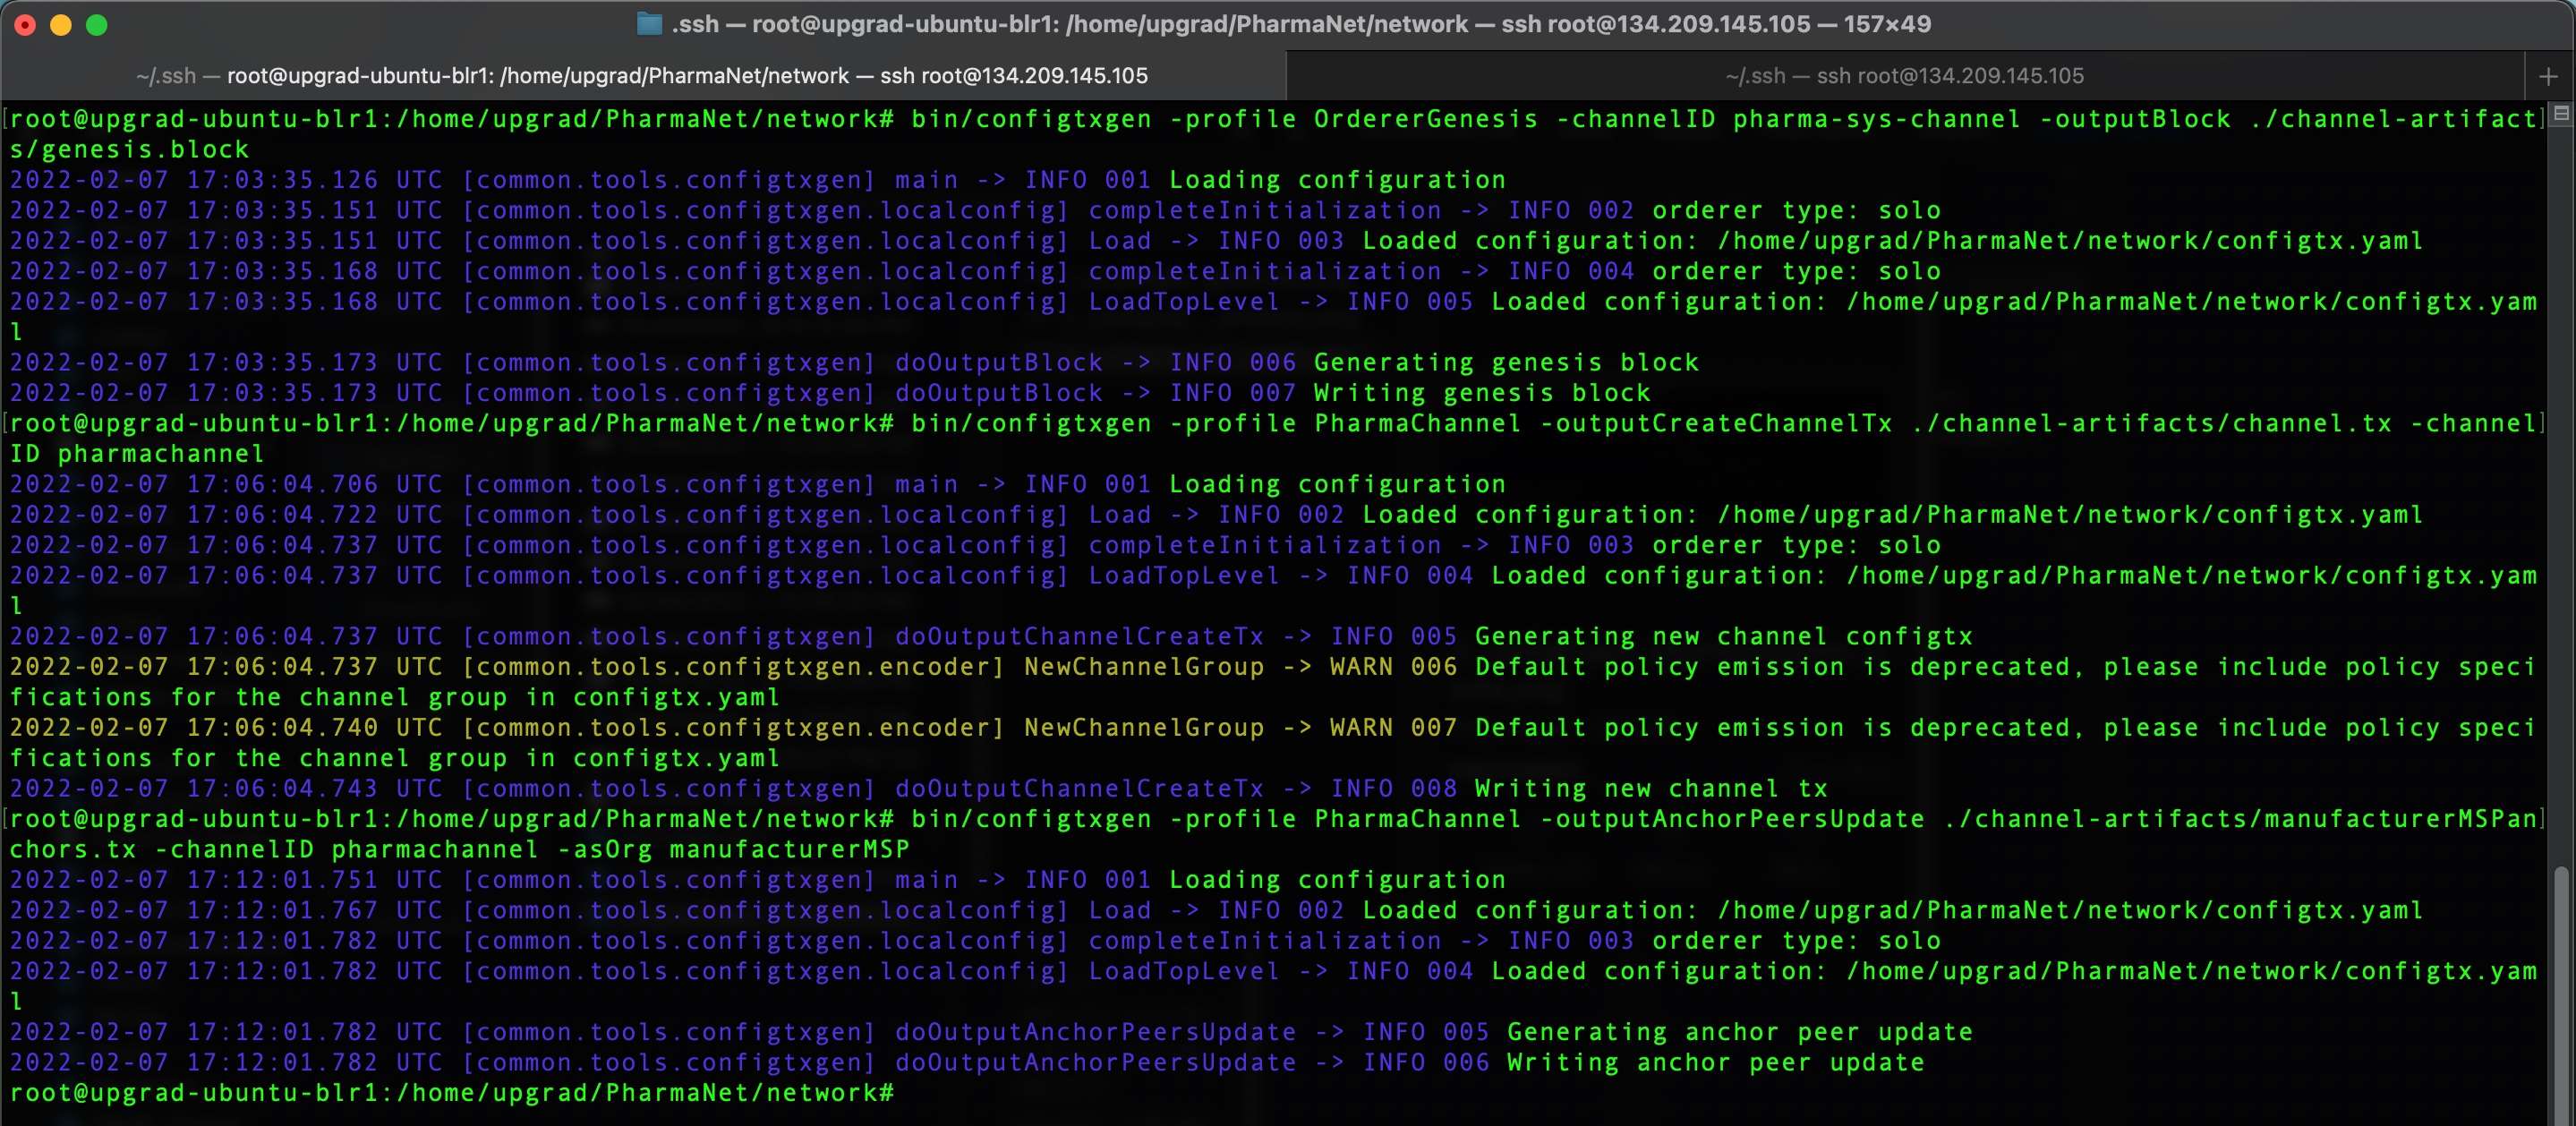 .ssh — root@upgrad-ubuntu-blr1: /home/upgrad/PharmaNet/network — ssh root@134.209.145.105 — 157×49
~/.ssh — root@upgrad-ubuntu-blr1: /home/upgrad/PharmaNet/network — ssh root@134.209.145.105
~/.ssh — ssh root@134.209.145.105
+
[root@upgrad-ubuntu-blr1:/home/upgrad/PharmaNet/network# bin/configtxgen -profile OrdererGenesis -channelID pharma-sys-channel -outputBlock ./channel-artifact]
s/genesis.block
2022-02-07 17:03:35.126 UTC [common.tools.configtxgen] main -> INFO 001 Loading configuration
2022-02-07 17:03:35.151 UTC [common.tools.configtxgen.localconfig] completeInitialization -> INFO 002 orderer type: solo
2022-02-07 17:03:35.151 UTC [common.tools.configtxgen.localconfig] Load -> INFO 003 Loaded configuration: /home/upgrad/PharmaNet/network/configtx.yaml
2022-02-07 17:03:35.168 UTC [common.tools.configtxgen.localconfig] completeInitialization -> INFO 004 orderer type: solo
2022-02-07 17:03:35.168 UTC [common.tools.configtxgen.localconfig] LoadTopLevel -> INFO 005 Loaded configuration: /home/upgrad/PharmaNet/network/configtx.yam
l
2022-02-07 17:03:35.173 UTC [common.tools.configtxgen] doOutputBlock -> INFO 006 Generating genesis block
2022-02-07 17:03:35.173 UTC [common.tools.configtxgen] doOutputBlock -> INFO 007 Writing genesis block
[root@upgrad-ubuntu-blr1:/home/upgrad/PharmaNet/network# bin/configtxgen -profile PharmaChannel -outputCreateChannelTx ./channel-artifacts/channel.tx -channel]
ID pharmachannel
2022-02-07 17:06:04.706 UTC [common.tools.configtxgen] main -> INFO 001 Loading configuration
2022-02-07 17:06:04.722 UTC [common.tools.configtxgen.localconfig] Load -> INFO 002 Loaded configuration: /home/upgrad/PharmaNet/network/configtx.yaml
2022-02-07 17:06:04.737 UTC [common.tools.configtxgen.localconfig] completeInitialization -> INFO 003 orderer type: solo
2022-02-07 17:06:04.737 UTC [common.tools.configtxgen.localconfig] LoadTopLevel -> INFO 004 Loaded configuration: /home/upgrad/PharmaNet/network/configtx.yam
l
2022-02-07 17:06:04.737 UTC [common.tools.configtxgen] doOutputChannelCreateTx -> INFO 005 Generating new channel configtx
2022-02-07 17:06:04.737 UTC [common.tools.configtxgen.encoder] NewChannelGroup -> WARN 006 Default policy emission is deprecated, please include policy speci
fications for the channel group in configtx.yaml
2022-02-07 17:06:04.740 UTC [common.tools.configtxgen.encoder] NewChannelGroup -> WARN 007 Default policy emission is deprecated, please include policy speci
fications for the channel group in configtx.yaml
2022-02-07 17:06:04.743 UTC [common.tools.configtxgen] doOutputChannelCreateTx -> INFO 008 Writing new channel tx
[root@upgrad-ubuntu-blr1:/home/upgrad/PharmaNet/network# bin/configtxgen -profile PharmaChannel -outputAnchorPeersUpdate ./channel-artifacts/manufacturerMSPan]
chors.tx -channelID pharmachannel -asOrg manufacturerMSP
2022-02-07 17:12:01.751 UTC [common.tools.configtxgen] main -> INFO 001 Loading configuration
2022-02-07 17:12:01.767 UTC [common.tools.configtxgen.localconfig] Load -> INFO 002 Loaded configuration: /home/upgrad/PharmaNet/network/configtx.yaml
2022-02-07 17:12:01.782 UTC [common.tools.configtxgen.localconfig] completeInitialization -> INFO 003 orderer type: solo
2022-02-07 17:12:01.782 UTC [common.tools.configtxgen.localconfig] LoadTopLevel -> INFO 004 Loaded configuration: /home/upgrad/PharmaNet/network/configtx.yam
l
2022-02-07 17:12:01.782 UTC [common.tools.configtxgen] doOutputAnchorPeersUpdate -> INFO 005 Generating anchor peer update
2022-02-07 17:12:01.782 UTC [common.tools.configtxgen] doOutputAnchorPeersUpdate -> INFO 006 Writing anchor peer update
root@upgrad-ubuntu-blr1:/home/upgrad/PharmaNet/network#